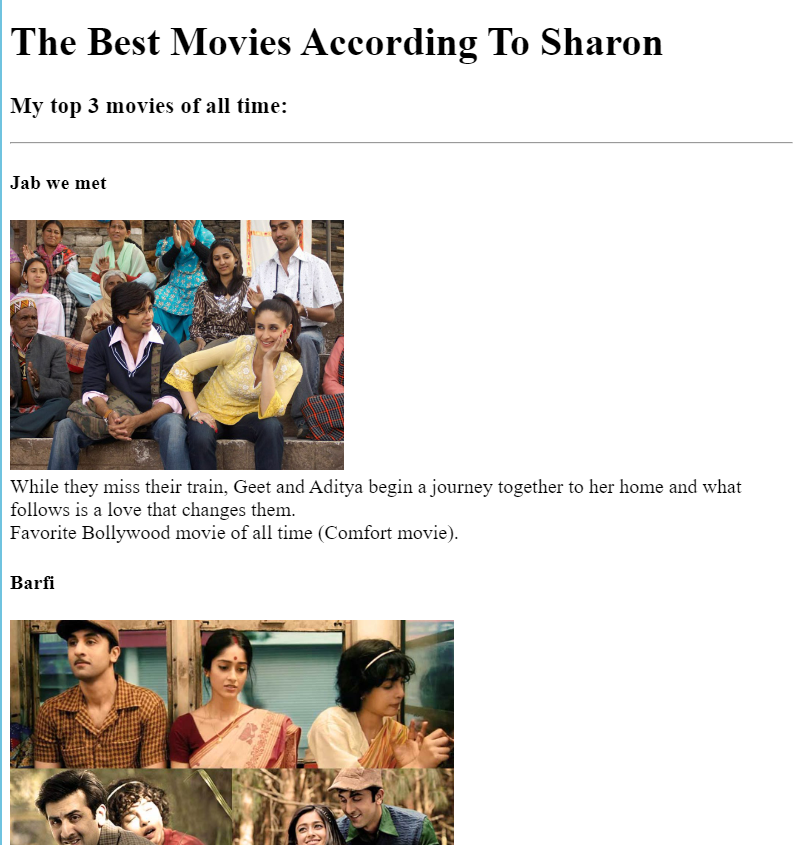 The Best Movies According To Sharon
My top 3 movies of all time:
Jab we met
While they miss their train, Geet and Aditya begin a journey together to her home and what
follows is a love that changes them.
Favorite Bollywood movie of all time (Comfort movie).
Barfi